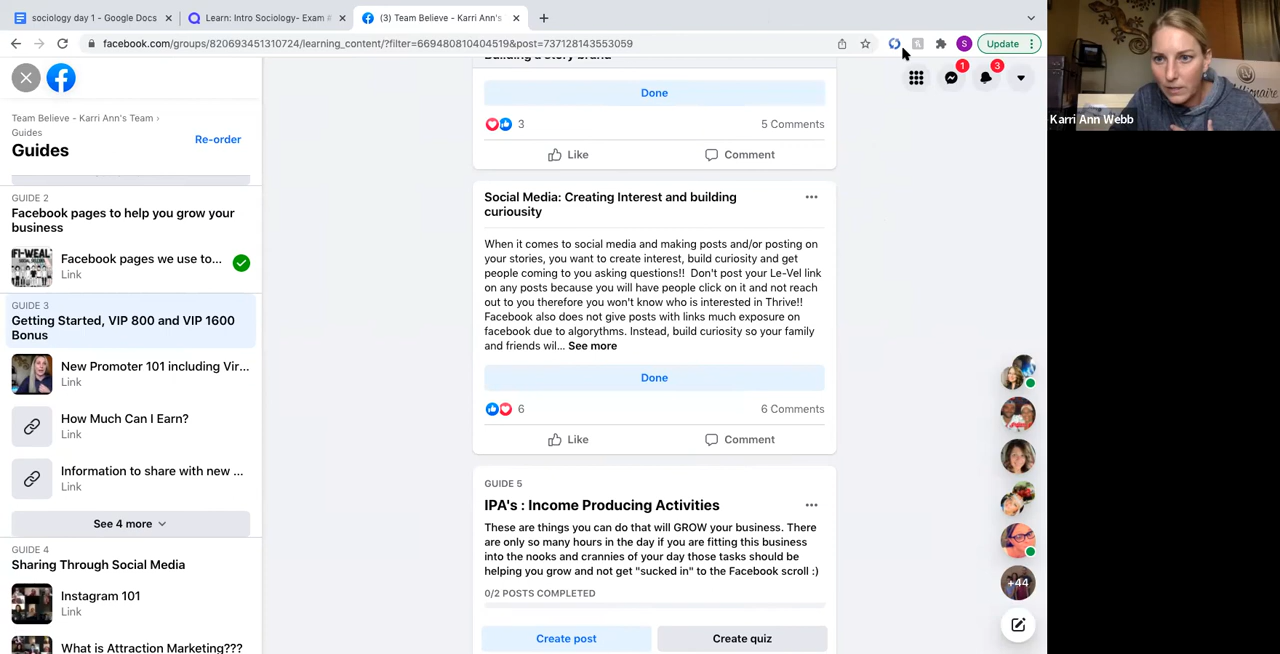 sociology day 1 - Google Docs
Learn: Intro Sociology- Exam #
(3) Team Believe - Karri Ann's
facebook.com/groups/820693451310724/learning_content/?filter=669480810404519&post=737128143553059
S
Update
1
3
Team Believe - Karri Ann's Team ›
Guides
Guides
Re-order
GUIDE 2
Facebook pages to help you grow your
business
Facebook pages we use to...
Link
GUIDE 3
Getting Started, VIP 800 and VIP 1600
Bonus
New Promoter 101 including Vir...
Link
How Much Can I Earn?
Link
Information to share with new ...
Link
See 4 more
GUIDE 4
Sharing Through Social Media
Instagram 101
Link
What is Attraction Marketing???
Building a story brand
Done
3
5 Comments
Like
Comment
Social Media: Creating Interest and building
curiousity
When it comes to social media and making posts and/or posting on
your stories, you want to create interest, build curiosity and get
people coming to you asking questions!! Don't post your Le-Vel link
on any posts because you will have people click on it and not reach
out to you therefore you won't know who is interested in Thrive!!
Facebook also does not give posts with links much exposure on
facebook due to algorythms. Instead, build curiosity so your family
and friends wil... See more
Done
6
6 Comments
Like
Comment
GUIDE 5
IPA's : Income Producing Activities
These are things you can do that will GROW your business. There
are only so many hours in the day if you are fitting this business
into the nooks and crannies of your day those tasks should be
helping you grow and not get "sucked in" to the Facebook scroll :)
0/2 POSTS COMPLETED
Create post
Create quiz
+44
Karri Ann Webb